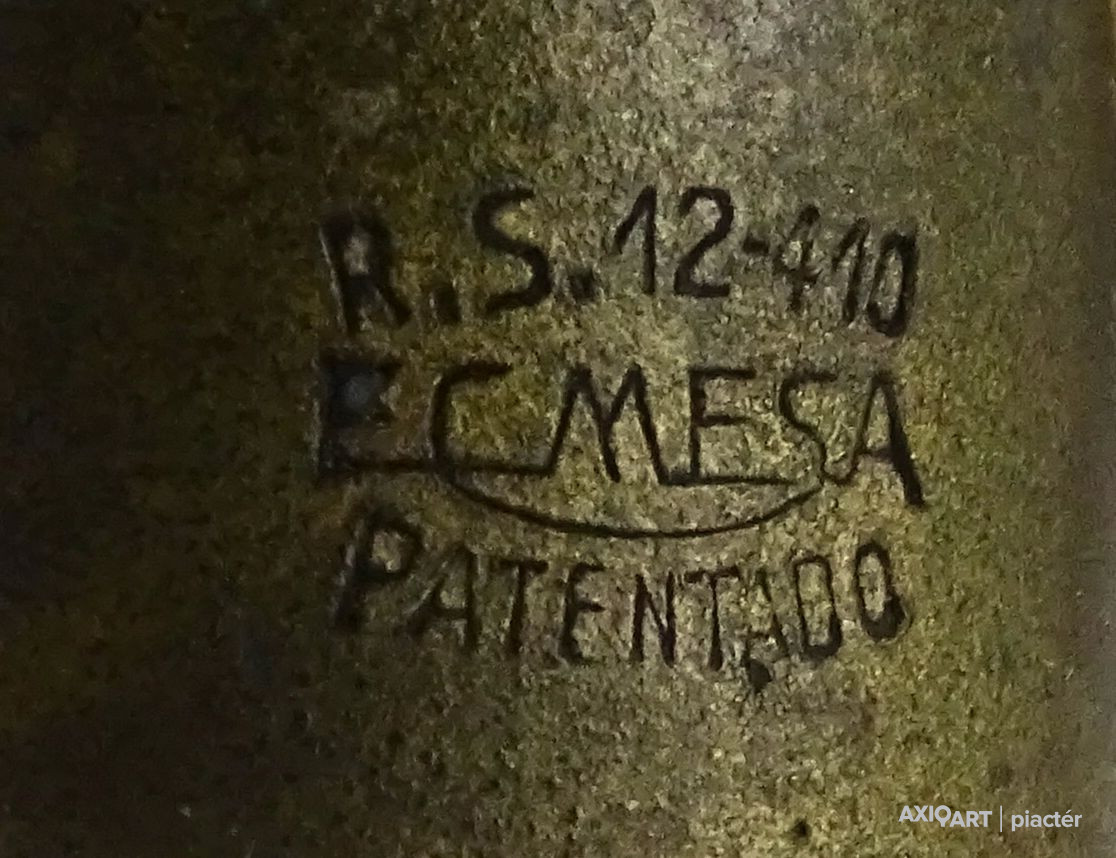 R.S.12-410
ECMESA
PATENTADO
AXIOART | piactér